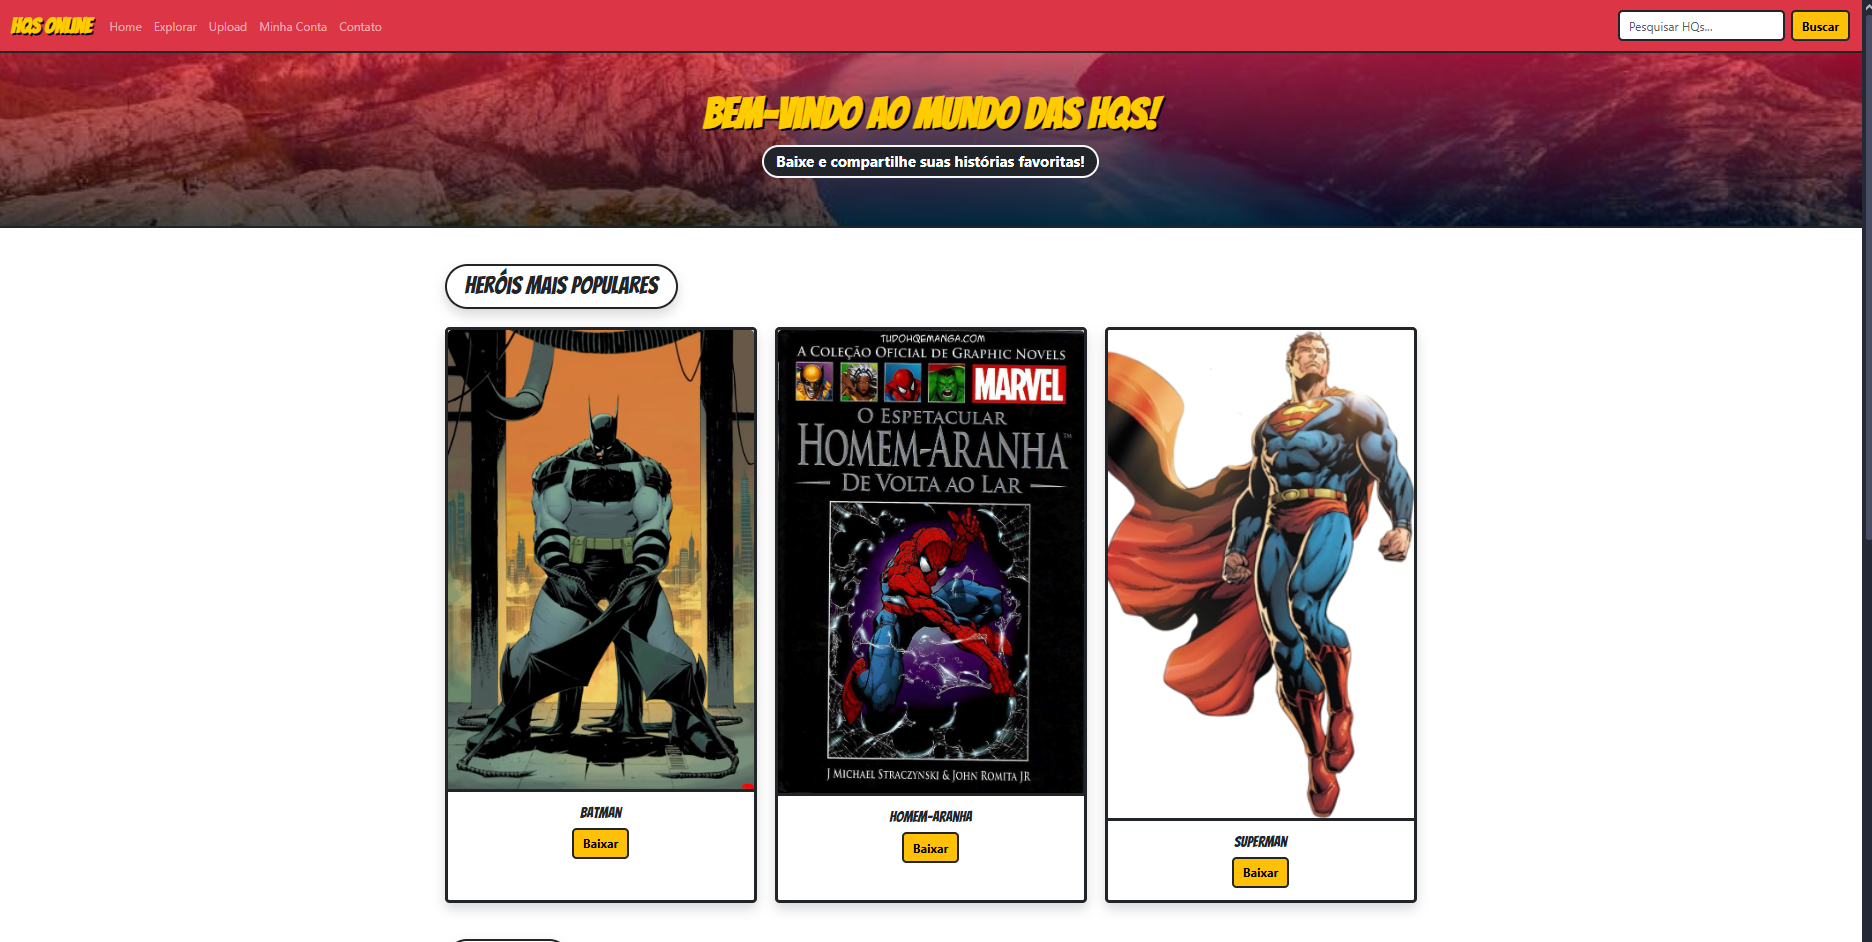 HQS ONLINE
Home Explorar Upload Minha Conta Contato
Pesquisar HQs...
Buscar
BEM-VINDO AO MUNDO DAS HQS!
Baixe e compartilhe suas histórias favoritas!
HERÓIS MAIS POPULARES
TUDOHQEMANGA.COM
A COLEÇÃO OFICIAL DE GRAPHIC NOVELS
MARVEL
O ESPETACULAR
HOMEM-ARANHA™
DE VOLTA AO LAR
J MICHAEL STRACZYNSKI & JOHN ROMITA JR
BATMAN
Baixar
HOMEM-ARANHA
Baixar
SUPERMAN
Baixar